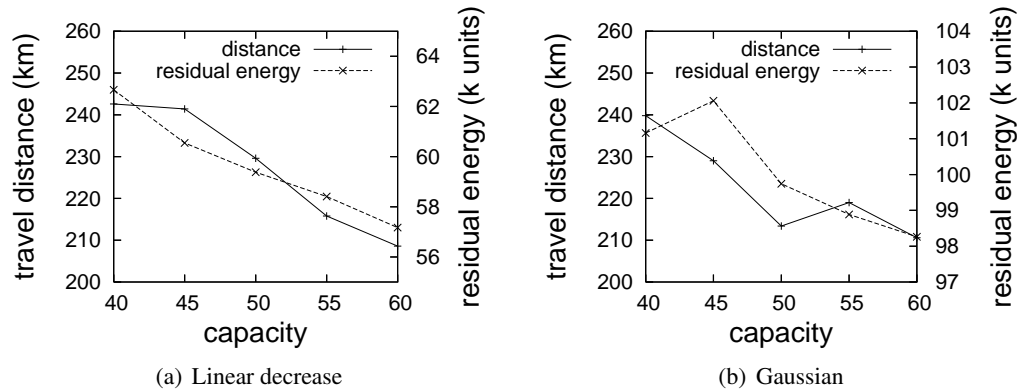 260
250
240
230
220
210
200
travel distance (km)
distance
residual energy
64
62
60
58
56
residual energy (k units)
40 45 50 55 60
capacity
(a) Linear decrease
260
250
240
230
220
210
200
travel distance (km)
distance
residual energy
104
103
102
101
100
99
98
97
residual energy (k units)
40 45 50 55 60
capacity
(b) Gaussian